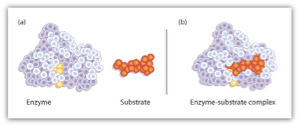 (a)
(b)
Enzyme
Substrate
Enzyme-substrate complex